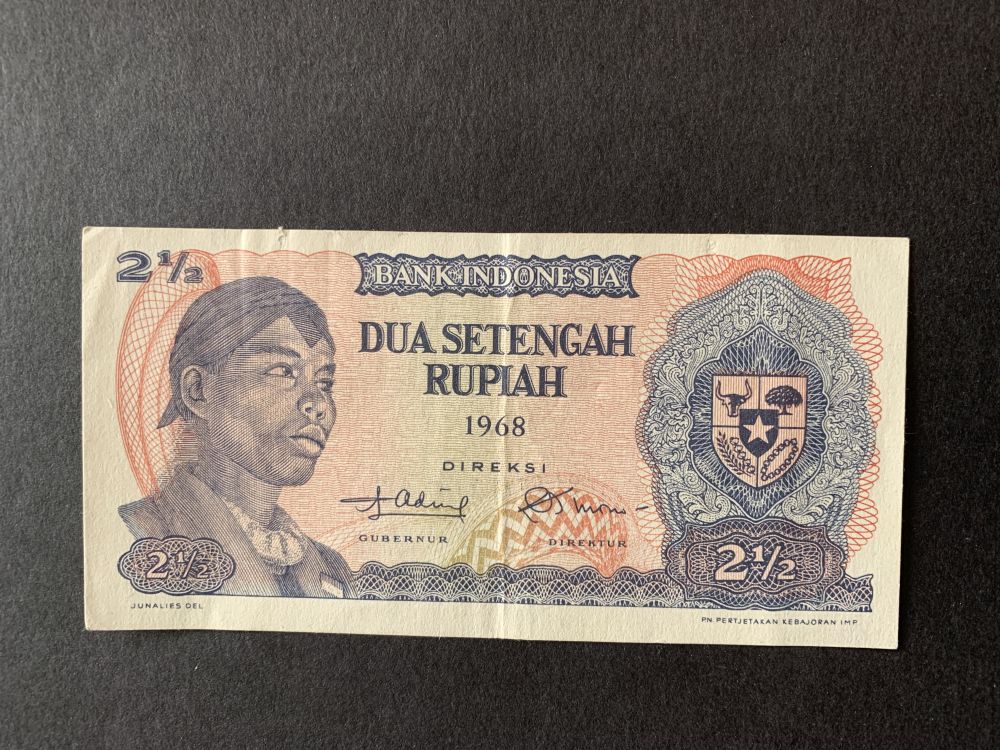 2½
BANK INDONESIA
DUA SETENGAH
RUPIAH
1968
DIREKSI
GUBERNUR
DIREKTUR
2½
2½
JUNALIES DEL
PN. PERTJETAKAN KEBAJORAN IMP.